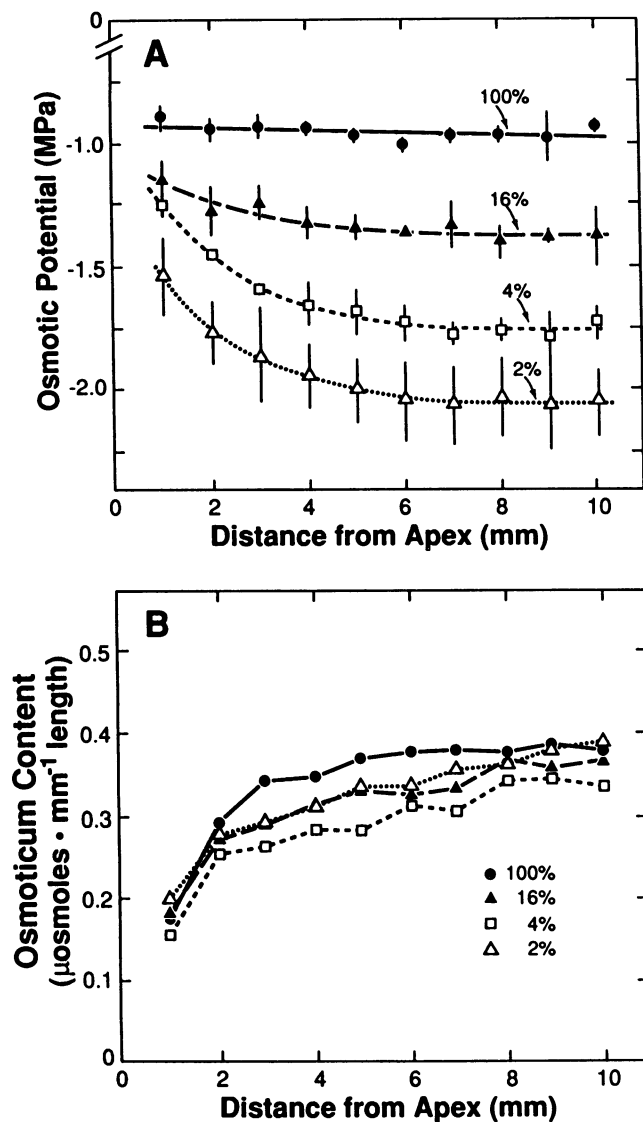 0
A
100%
-1.0
16%
-1.5
4%
2%
-2.0
Osmotic Potential (MPa)
0 2 4 6 8 10
Distance from Apex (mm)
B
0.5
0.4
0.3
0.2
0.1
0
Osmoticum Content
(μosmoles · mm⁻¹ length)
100%
16%
4%
2%
0 2 4 6 8 10
Distance from Apex (mm)